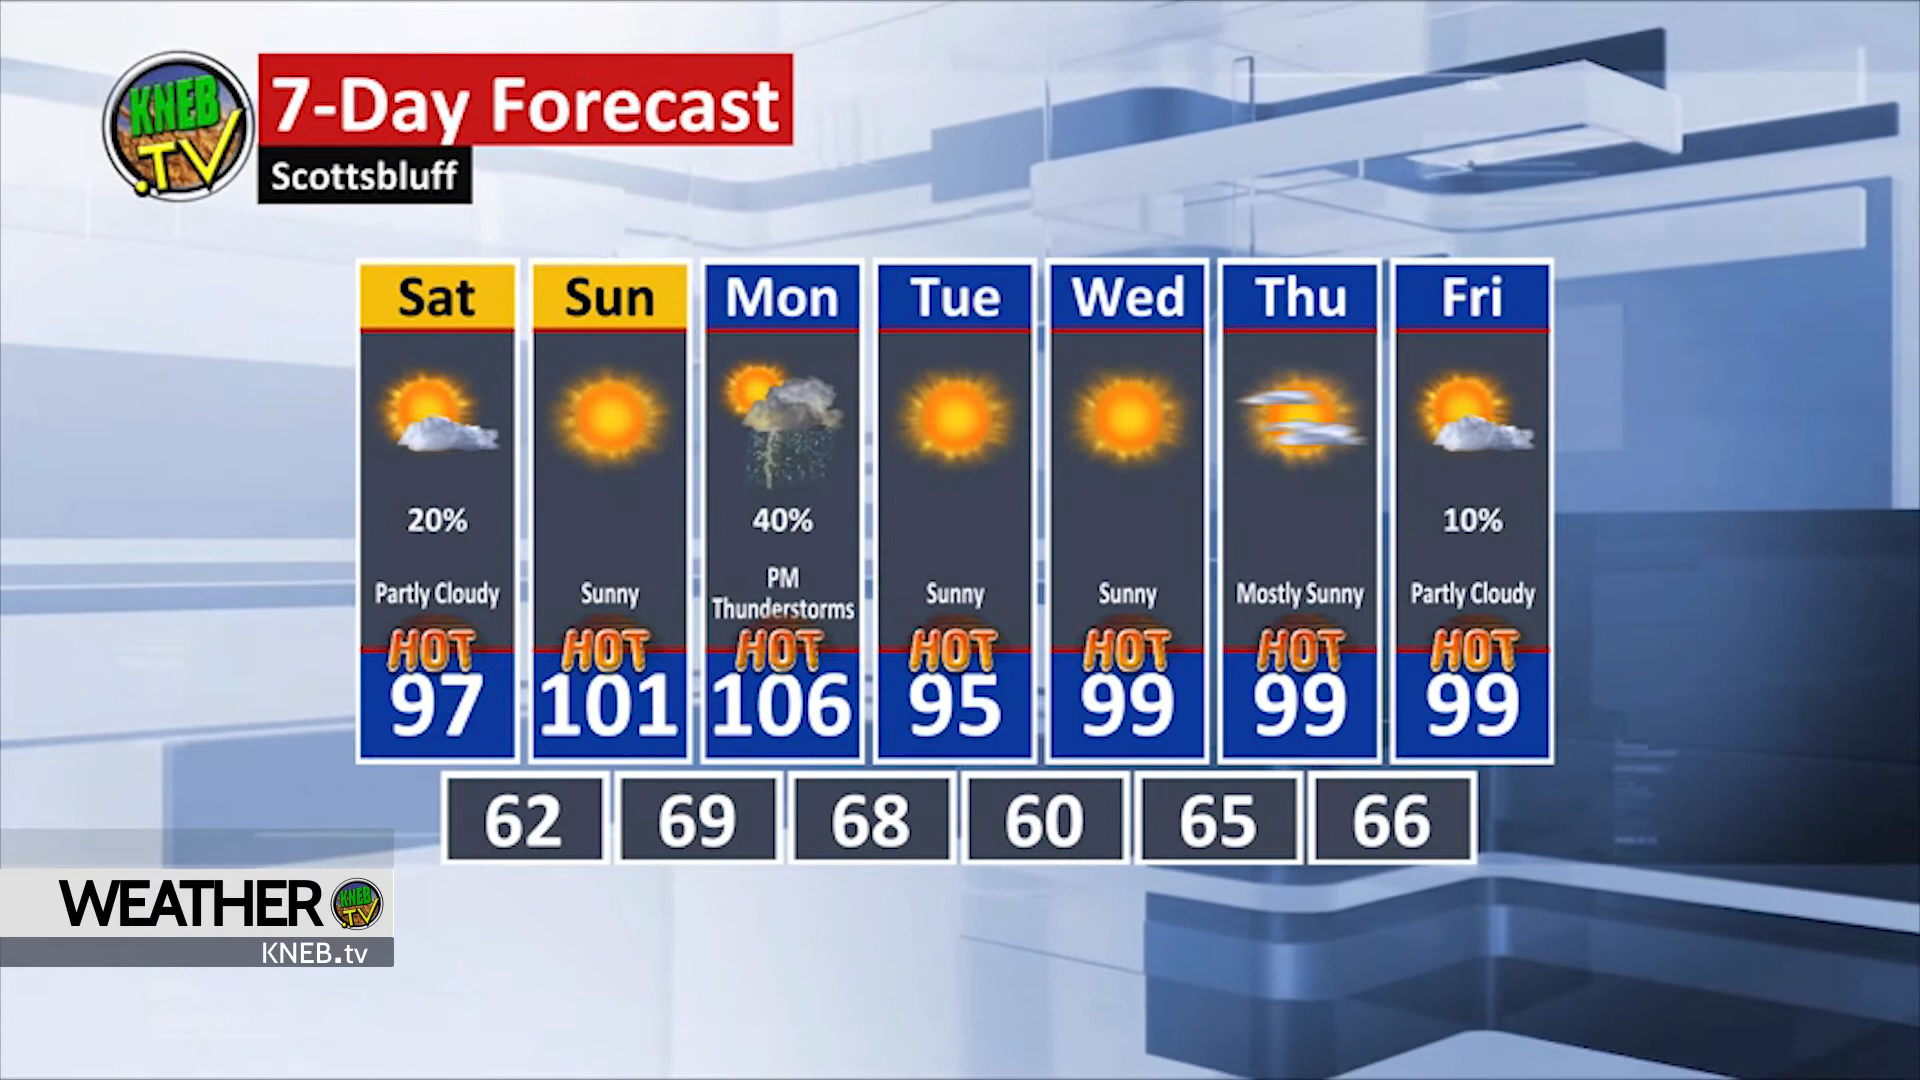 KNEB
.TV
7-Day Forecast
Scottsbluff
Sat Sun Mon Tue Wed Thu Fri
20% 40% 10%
Partly Cloudy Sunny PM Thunderstorms Sunny Sunny Mostly Sunny Partly Cloudy
HOT HOT HOT HOT HOT HOT HOT
97 101 106 95 99 99 99
62 69 68 60 65 66
WEATHER KNEB .TV
KNEB.tv